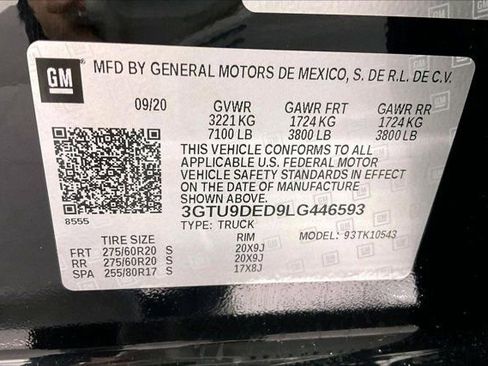 GM
MFD BY GENERAL MOTORS DE MEXICO, S. DE R.L. DE C.V.
09/20 GVWR GAWR FRT GAWR RR
3221 KG 1724 KG 1724 KG
7100 LB 3800 LB 3800 LB
THIS VEHICLE CONFORMS TO ALL
APPLICABLE U.S. FEDERAL MOTOR
VEHICLE SAFETY STANDARDS IN EFFECT
ON THE DATE OF MANUFACTURE
SHOWN ABOVE.
3GTU9DED9LG446593
8555
TYPE: TRUCK MODEL: 93TK10543
TIRE SIZE RIM
FRT 275/60R20 S 20X9J
RR 275/60R20 S 20X9J
SPA 255/80R17 S 17X8J